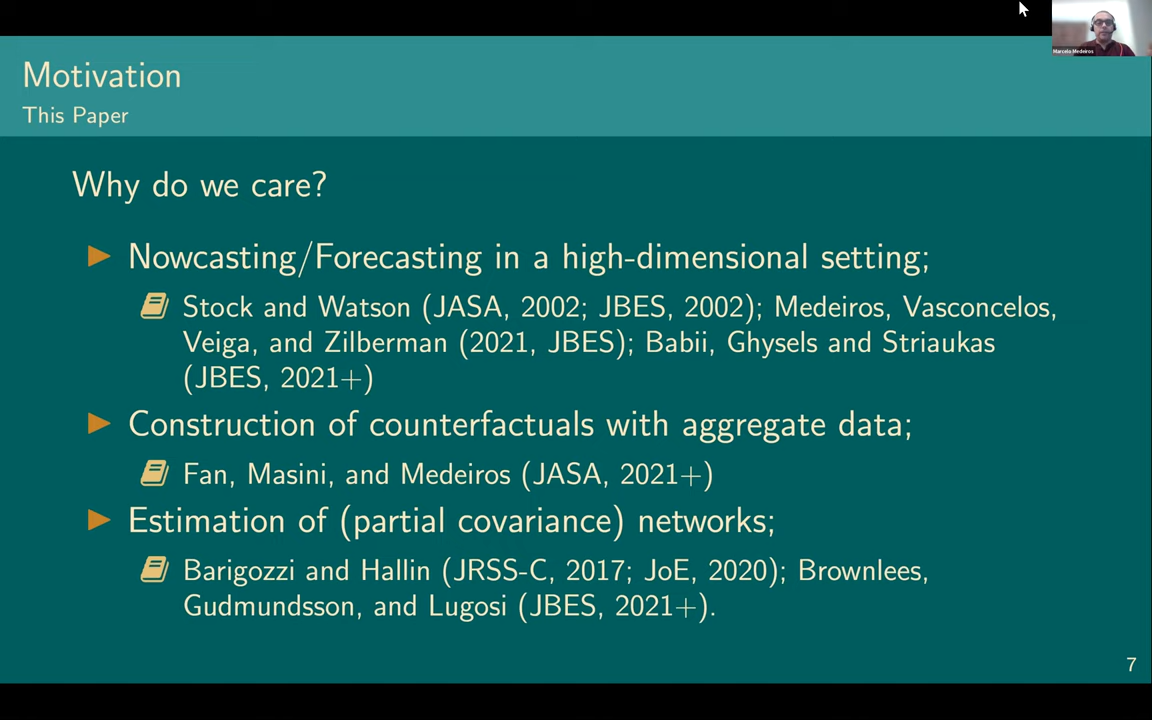 Marcelo Medeiros
Motivation
This Paper
Why do we care?
Nowcasting/Forecasting in a high-dimensional setting;
Stock and Watson (JASA, 2002; JBES, 2002); Medeiros, Vasconcelos,
Veiga, and Zilberman (2021, JBES); Babii, Ghysels and Striaukas
(JBES, 2021+)
Construction of counterfactuals with aggregate data;
Fan, Masini, and Medeiros (JASA, 2021+)
Estimation of (partial covariance) networks;
Barigozzi and Hallin (JRSS-C, 2017; JoE, 2020); Brownlees,
Gudmundsson, and Lugosi (JBES, 2021+).
7